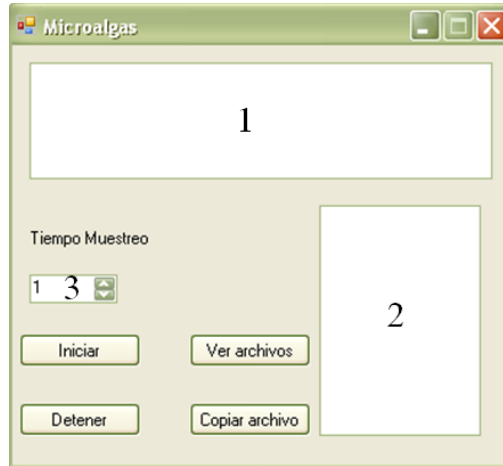 Microalgas
1
Tiempo Muestreo
1 3
2
Iniciar
Ver archivos
Detener
Copiar archivo